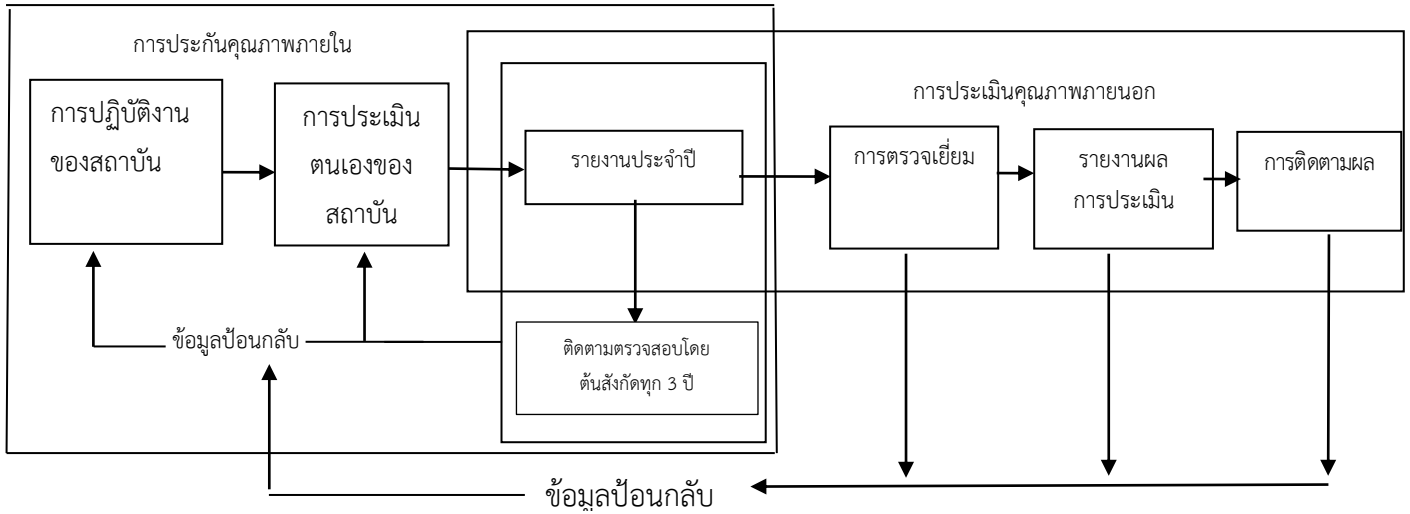 การประกันคุณภาพภายใน
การประเมินคุณภาพภายนอก
การปฏิบัติงาน
ของสถาบัน
การประเมิน
ตนเองของ
สถาบัน
รายงานประจำปี
การตรวจเยี่ยม
รายงานผล
การประเมิน
การติดตามผล
ข้อมูลป้อนกลับ
ติดตามตรวจสอบโดย
ต้นสังกัดทุก 3 ปี
ข้อมูลป้อนกลับ